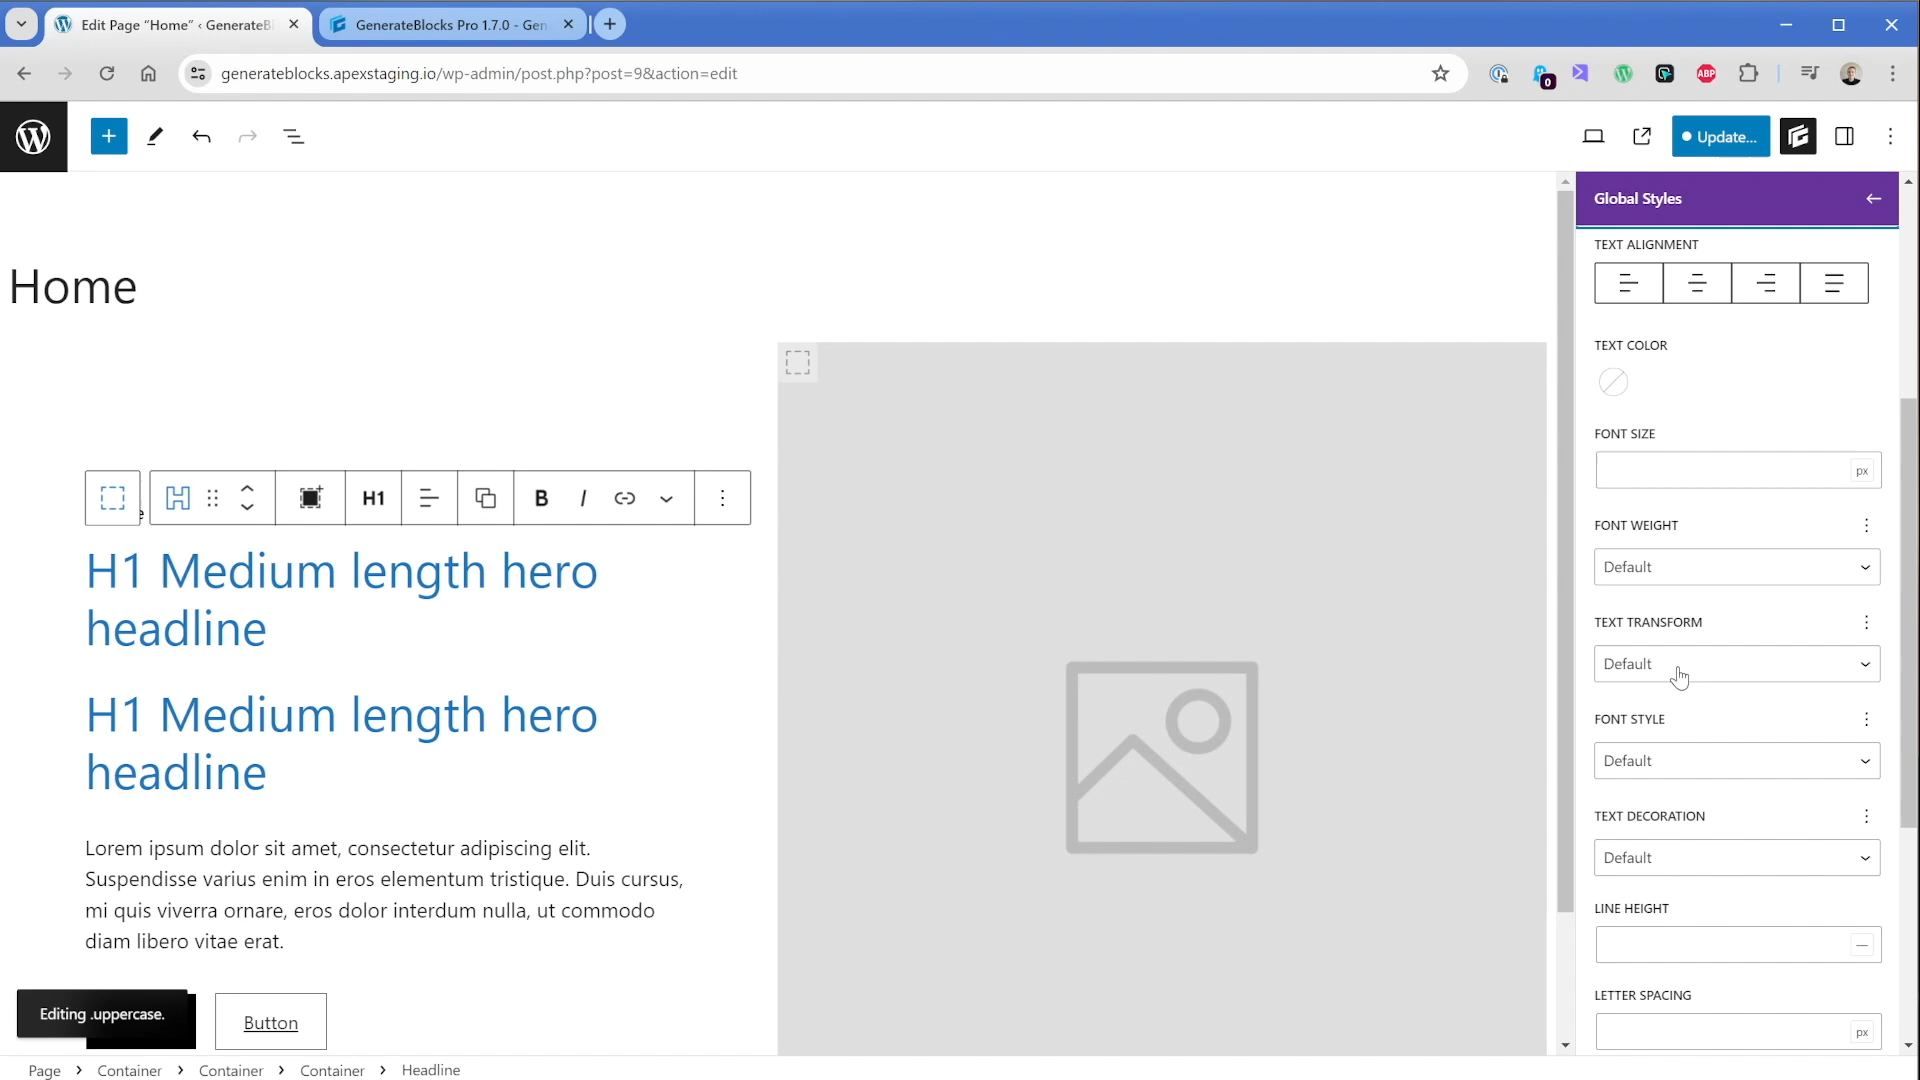 Edit Page “Home” ‹ GenerateB
GenerateBlocks Pro 1.7.0 - Gen
generateblocks.apexstaging.io/wp-admin/post.php?post=9&action=edit
0
ABP
Update...
Global Styles
TEXT ALIGNMENT
Home
TEXT COLOR
FONT SIZE
px
H1
B
I
FONT WEIGHT
Default
H1 Medium length hero
headline
TEXT TRANSFORM
Default
H1 Medium length hero
headline
FONT STYLE
Default
TEXT DECORATION
Default
Lorem ipsum dolor sit amet, consectetur adipiscing elit.
Suspendisse varius enim in eros elementum tristique. Duis cursus,
mi quis viverra ornare, eros dolor interdum nulla, ut commodo
diam libero vitae erat.
LINE HEIGHT
LETTER SPACING
px
Editing .uppercase.
Button
Page
Container
Container
Container
Headline